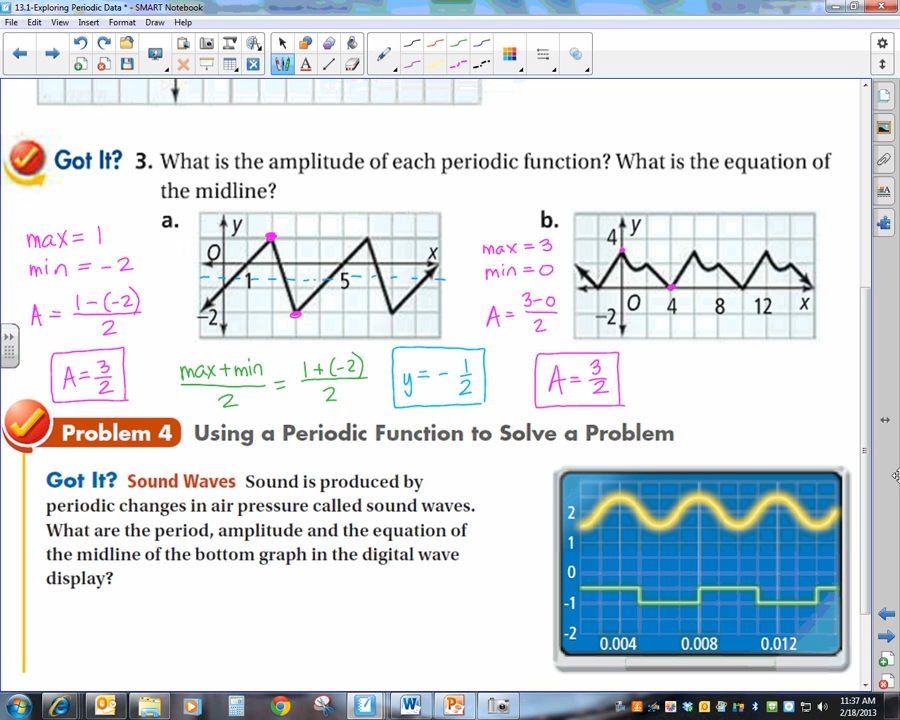 13.1-Exploring Periodic Data * - SMART Notebook
File Edit View Insert Format Draw Help
Got It? 3. What is the amplitude of each periodic function? What is the equation of
the midline?
a.
y
O
x
1
5
-2
b.
4
y
O
4
8
12
x
-2
max = 1
min = -2
A = 1-(-2)
2
A = 3/2
max+min
2
= 1+(-2)
2
y = - 1/2
max = 3
min = 0
A = 3-0
2
A = 3/2
Problem 4 Using a Periodic Function to Solve a Problem
Got It? Sound Waves Sound is produced by
periodic changes in air pressure called sound waves.
What are the period, amplitude and the equation of
the midline of the bottom graph in the digital wave
display?
2
1
0
-1
-2
0.004 0.008 0.012
11:37 AM
2/18/2013